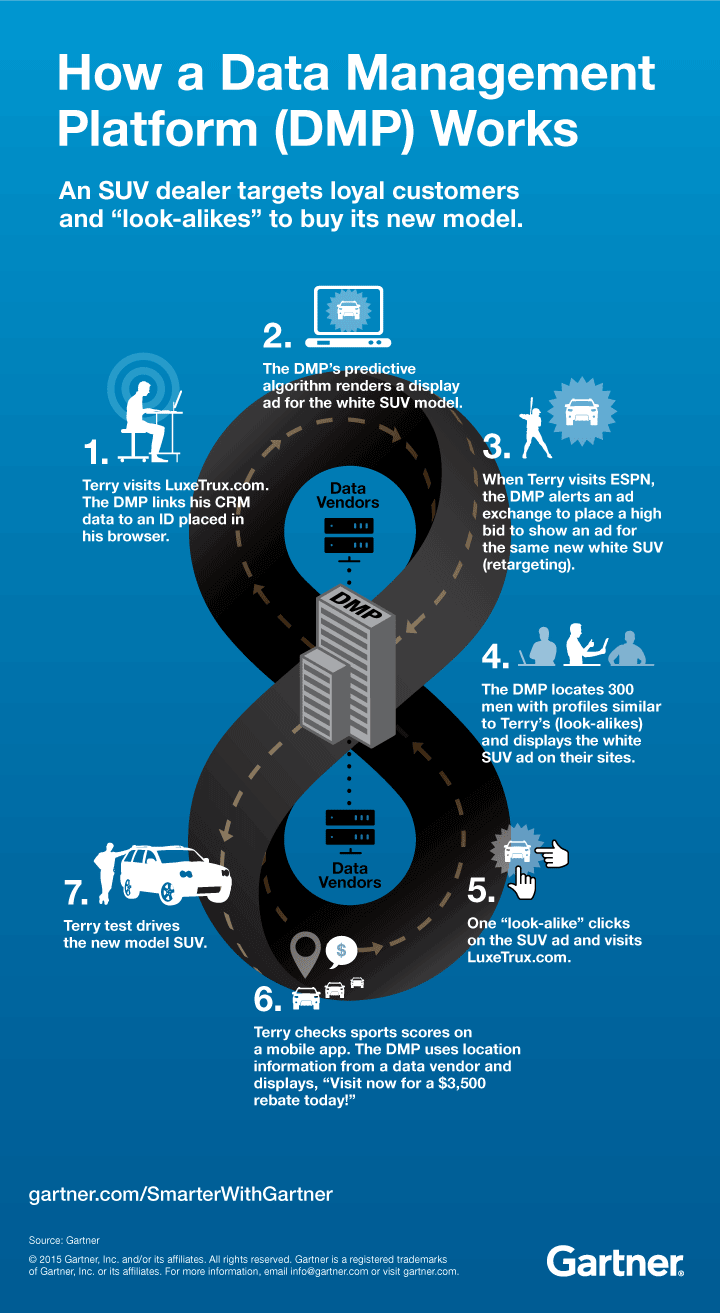 How a Data Management
Platform (DMP) Works
An SUV dealer targets loyal customers
and “look-alikes” to buy its new model.
1.
Terry visits LuxeTrux.com.
The DMP links his CRM
data to an ID placed in
his browser.
2.
The DMP’s predictive
algorithm renders a display
ad for the white SUV model.
3.
When Terry visits ESPN,
the DMP alerts an ad
exchange to place a high
bid to show an ad for
the same new white SUV
(retargeting).
Data
Vendors
DMP
4.
The DMP locates 300
men with profiles similar
to Terry’s (look-alikes)
and displays the white
SUV ad on their sites.
Data
Vendors
5.
One “look-alike” clicks
on the SUV ad and visits
LuxeTrux.com.
$
6.
Terry checks sports scores on
a mobile app. The DMP uses location
information from a data vendor and
displays, “Visit now for a $3,500
rebate today!”
7.
Terry test drives
the new model SUV.
gartner.com/SmarterWithGartner
Source: Gartner
© 2015 Gartner, Inc. and/or its affiliates. All rights reserved. Gartner is a registered trademarks
of Gartner, Inc. or its affiliates. For more information, email info@gartner.com or visit gartner.com.
Gartner®